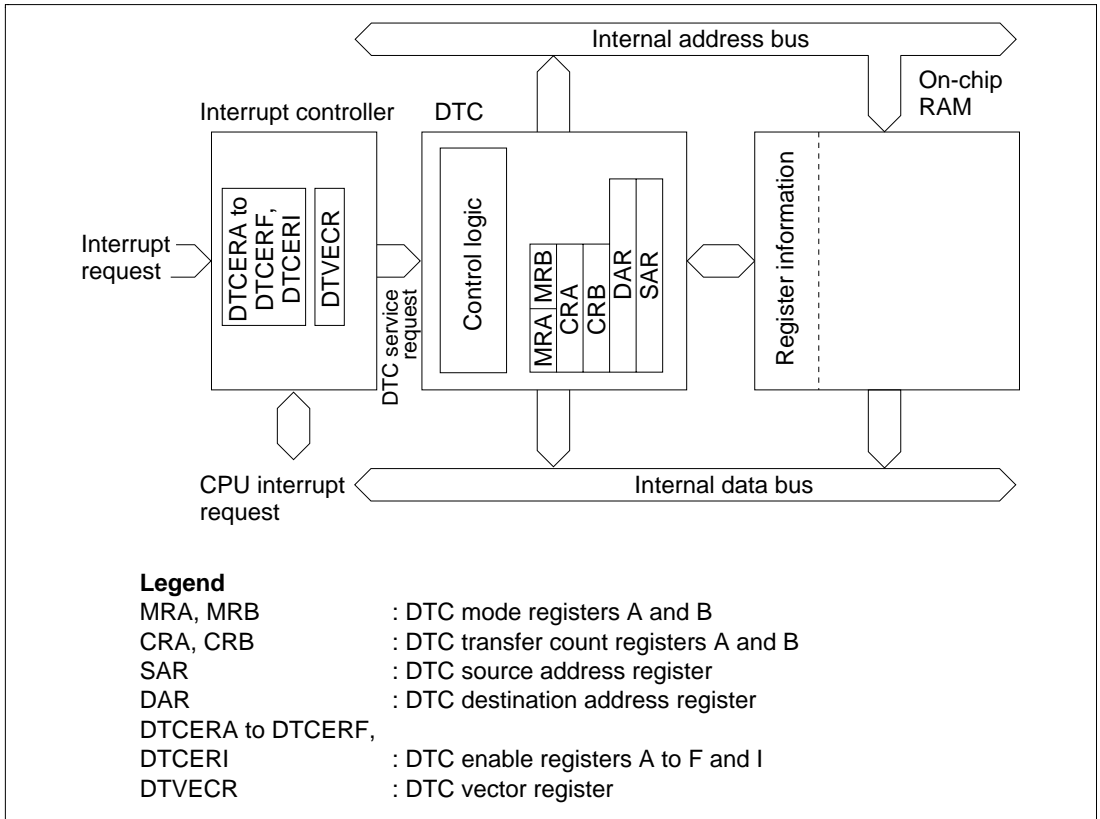 Internal address bus
On-chip
RAM
Interrupt controller
DTC
Interrupt
request
DTCERA to
DTCERF,
DTCERI
DTVECR
DTC service
request
Control logic
MRA
MRB
CRA
CRB
DAR
SAR
Register information
CPU interrupt
request
Internal data bus
Legend
MRA, MRB : DTC mode registers A and B
CRA, CRB : DTC transfer count registers A and B
SAR : DTC source address register
DAR : DTC destination address register
DTCERA to DTCERF,
DTCERI : DTC enable registers A to F and I
DTVECR : DTC vector register